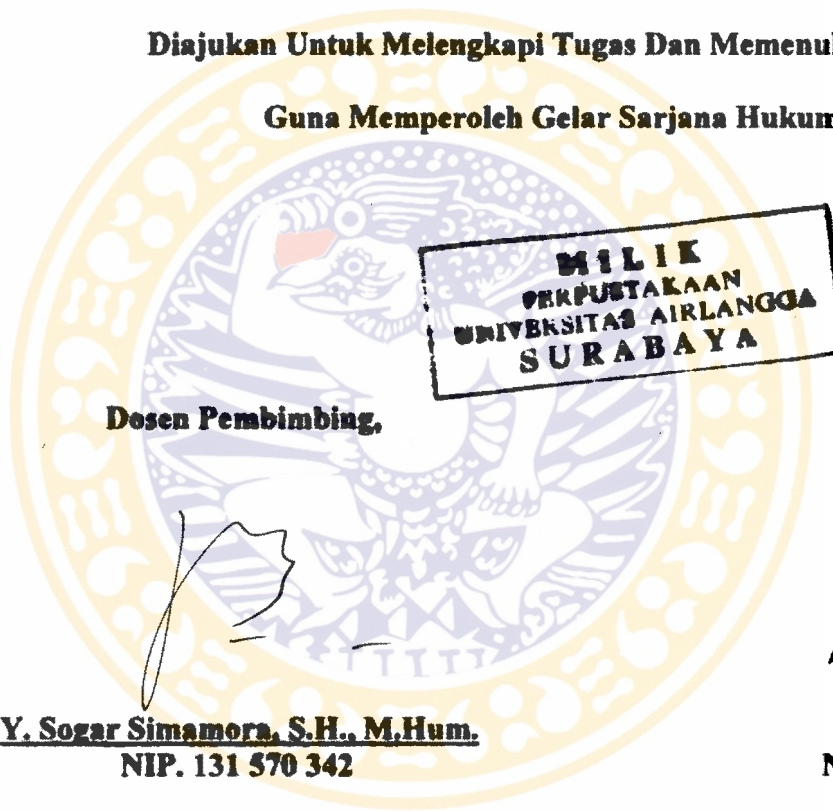 Diajukan Untuk Melengkapi Tugas Dan Memenu
Guna Memperoleh Gelar Sarjana Hukum
MILIK
PERPUSTAKAAN
UNIVERSITAS AIRLANGGA
SURABAYA
Dosen Pembimbing,
Y. Sogar Simamora, S.H., M.Hum.
NIP. 131 570 342
N